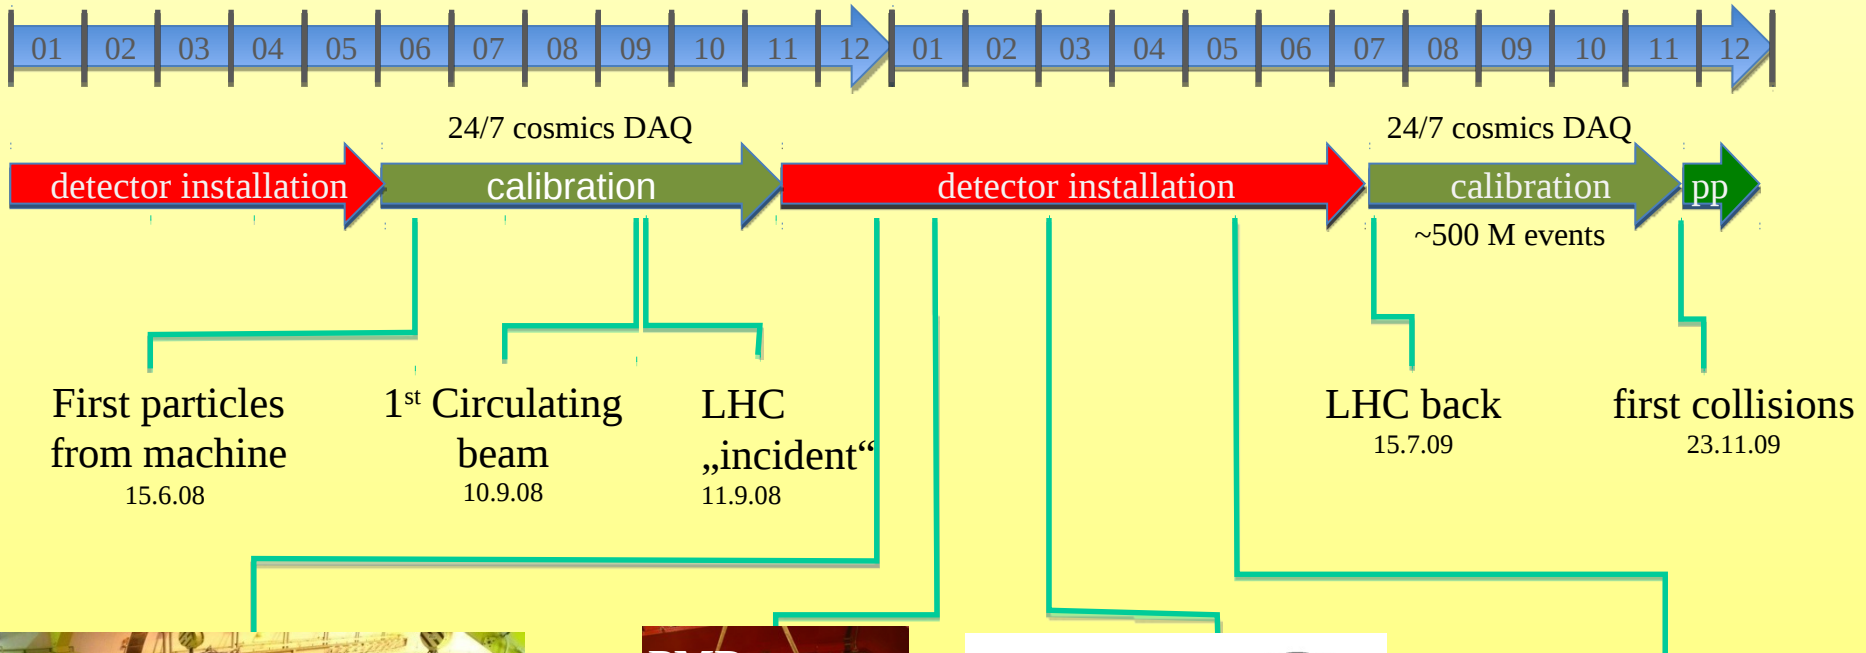 01 02 03 04 05 06 07 08 09 10 11 12 01 02 03 04 05 06 07 08 09 10 11 12
24/7 cosmics DAQ
24/7 cosmics DAQ
detector installation
calibration
detector installation
calibration
pp
~500 M events
First particles
from machine
15.6.08
1st Circulating
beam
10.9.08
LHC
„incident“
11.9.08
LHC back
15.7.09
first collisions
23.11.09